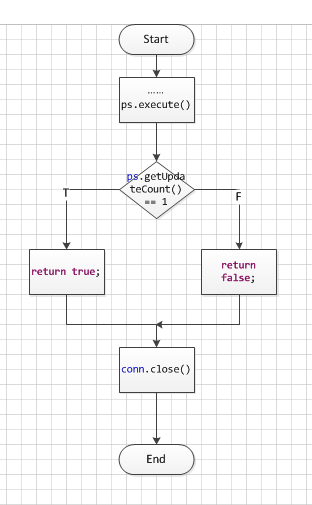 Start
……
ps.execute()
ps.getUpda
teCount()
== 1
T
F
return true;
return
false;
conn.close()
End